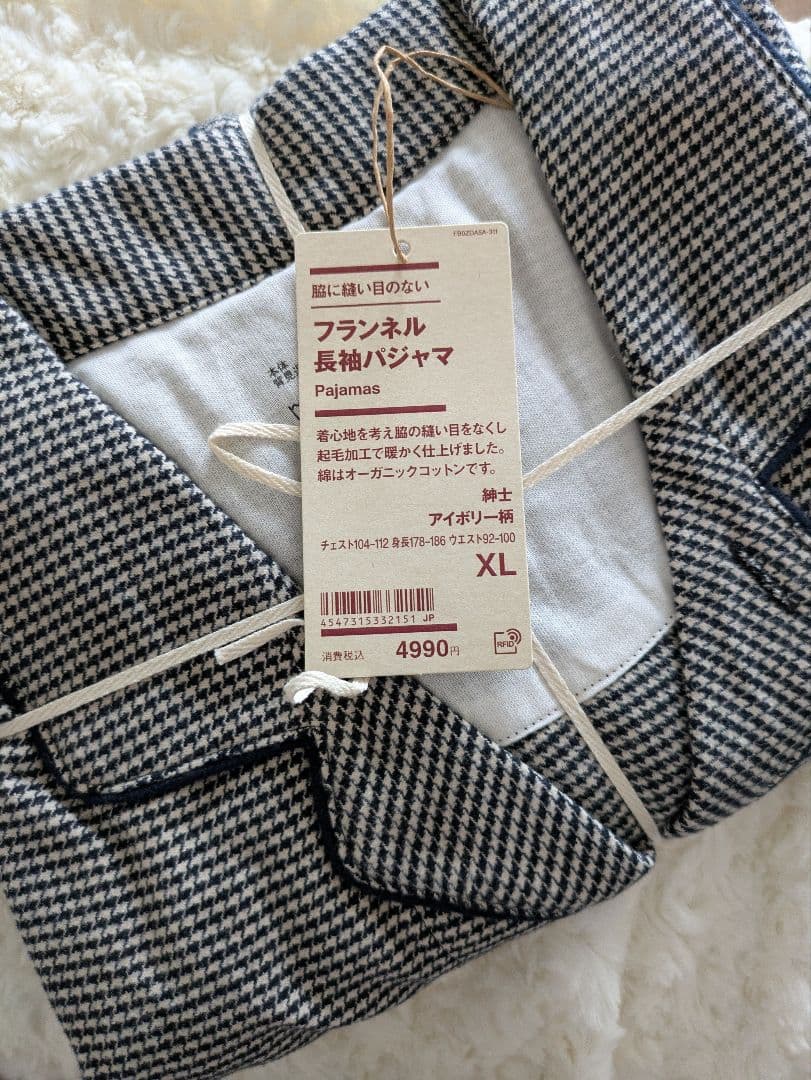 FB0ZDA5A-311
脇に縫い目のない
フランネル
長袖パジャマ
Pajamas
着心地を考え脇の縫い目をなくし
起毛加工で暖かく仕上げました。
綿はオーガニックコットンです。
紳士
アイボリー柄
チェスト104-112 身長178-186 ウエスト92-100
XL
4547315332151 JP
消費税込 4990円
RFID